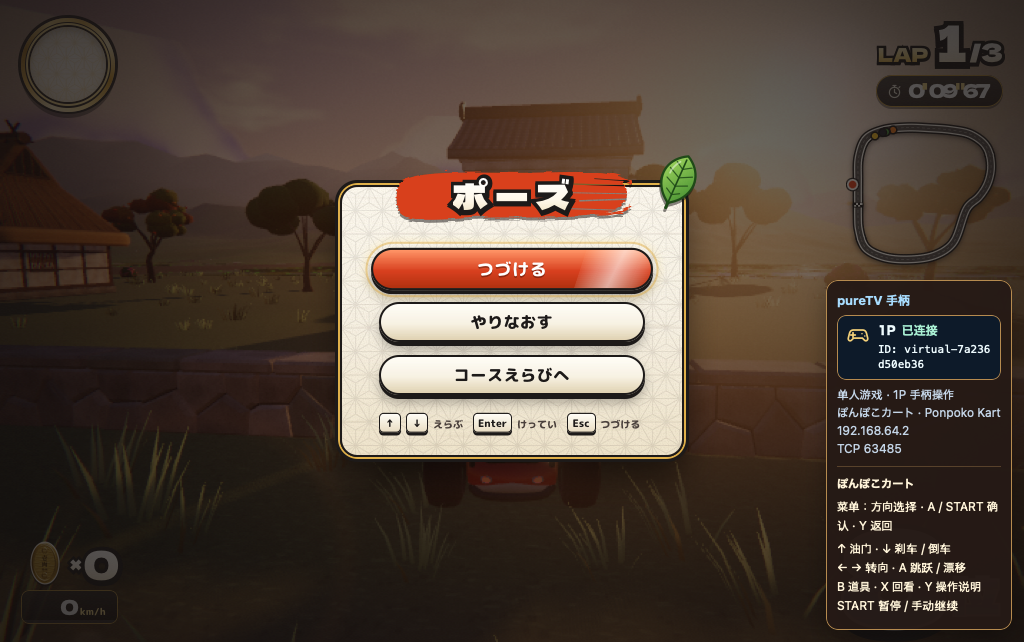 LAP 1/3
0'09"67
ポーズ
つづける
やりなおす
コースえらびへ
↑ ↓ えらぶ Enter けってい Esc つづける
×0
0 km/h
pureTV 手柄
1P 已连接
ID: virtual-7a236
d50eb36
单人游戏 · 1P 手柄操作
ぽんぽこカート · Ponpoko Kart
192.168.64.2
TCP 63485
ぽんぽこカート
菜单：方向选择 · A / START 确
认 · Y 返回
↑ 油门 · ↓ 刹车 / 倒车
← → 转向 · A 跳跃 / 漂移
B 道具 · X 回看 · Y 操作说明
START 暂停 / 手动继续